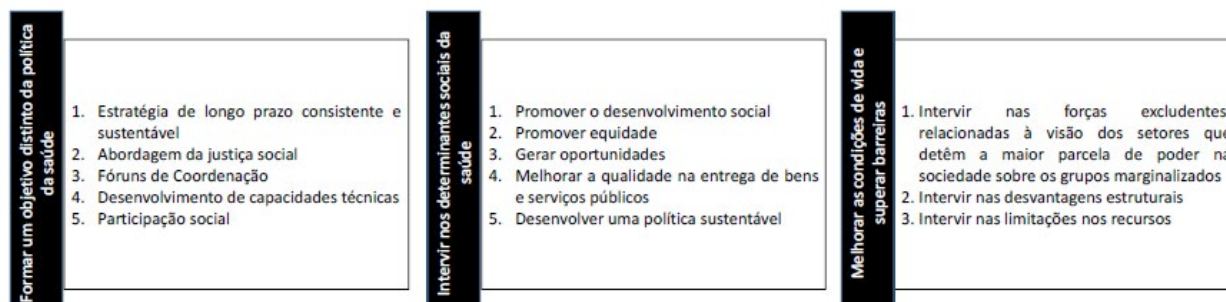 Formar um objetivo distinto da política
da saúde
1. Estratégia de longo prazo consistente e
sustentável
2. Abordagem da justiça social
3. Fóruns de Coordenação
4. Desenvolvimento de capacidades técnicas
5. Participação social
Intervir nos determinantes sociais da
saúde
1. Promover o desenvolvimento social
2. Promover equidade
3. Gerar oportunidades
4. Melhorar a qualidade na entrega de bens
e serviços públicos
5. Desenvolver uma política sustentável
Melhorar as condições de vida e
superar barreiras
1. Intervir nas forças excludentes
relacionadas à visão dos setores que
detêm a maior parcela de poder na
sociedade sobre os grupos marginalizados
2. Intervir nas desvantagens estruturais
3. Intervir nas limitações nos recursos